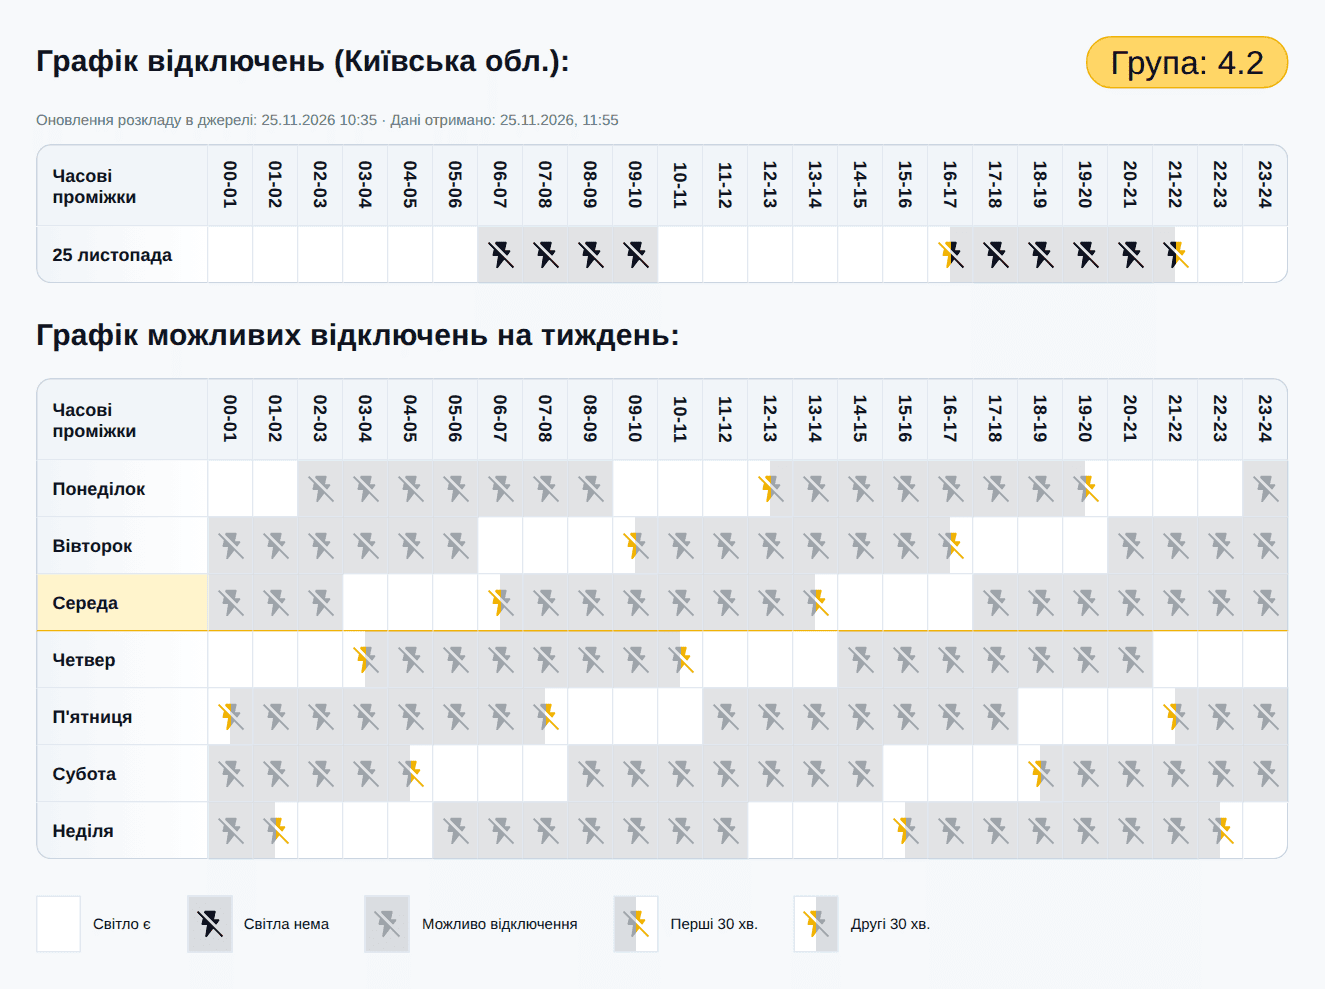 Графік відключень (Київська обл.):
Група: 4.2
Оновлення розкладу в джерелі: 25.11.2026 10:35 · Дані отримано: 25.11.2026, 11:55
Часові проміжки 00-01 01-02 02-03 03-04 04-05 05-06 06-07 07-08 08-09 09-10 10-11 11-12 12-13 13-14 14-15 15-16 16-17 17-18 18-19 19-20 20-21 21-22 22-23 23-24
25 листопада
Графік можливих відключень на тиждень:
Часові проміжки 00-01 01-02 02-03 03-04 04-05 05-06 06-07 07-08 08-09 09-10 10-11 11-12 12-13 13-14 14-15 15-16 16-17 17-18 18-19 19-20 20-21 21-22 22-23 23-24
Понеділок
Вівторок
Середа
Четвер
П'ятниця
Субота
Неділя
Світло є Світла нема Можливо відключення Перші 30 хв. Другі 30 хв.